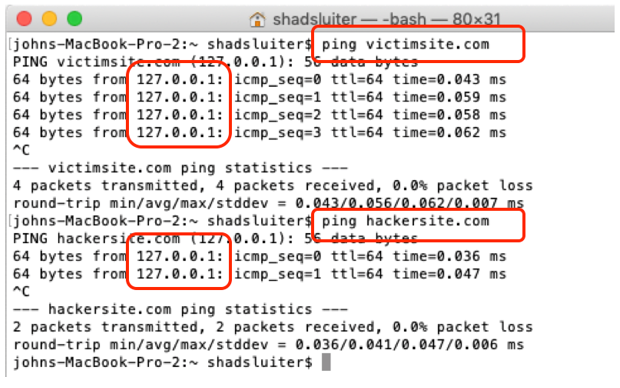 shadsluiter — -bash — 80×31
[johns-MacBook-Pro-2:~ shadsluiter$ ping victimsite.com
PING victimsite.com (127.0.0.1): 56 data bytes
64 bytes from 127.0.0.1: icmp_seq=0 ttl=64 time=0.043 ms
64 bytes from 127.0.0.1: icmp_seq=1 ttl=64 time=0.059 ms
64 bytes from 127.0.0.1: icmp_seq=2 ttl=64 time=0.058 ms
64 bytes from 127.0.0.1: icmp_seq=3 ttl=64 time=0.062 ms
^C
--- victimsite.com ping statistics ---
4 packets transmitted, 4 packets received, 0.0% packet loss
round-trip min/avg/max/stddev = 0.043/0.056/0.062/0.007 ms
[johns-MacBook-Pro-2:~ shadsluiter$ ping hackersite.com
PING hackersite.com (127.0.0.1): 56 data bytes
64 bytes from 127.0.0.1: icmp_seq=0 ttl=64 time=0.036 ms
64 bytes from 127.0.0.1: icmp_seq=1 ttl=64 time=0.047 ms
^C
--- hackersite.com ping statistics ---
2 packets transmitted, 2 packets received, 0.0% packet loss
round-trip min/avg/max/stddev = 0.036/0.041/0.047/0.006 ms
johns-MacBook-Pro-2:~ shadsluiter$